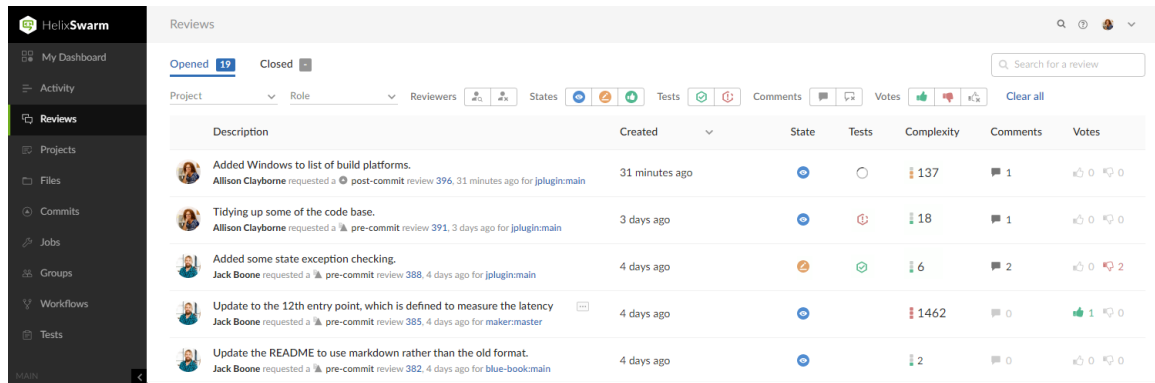 HelixSwarm
Reviews
My Dashboard
Activity
Reviews
Projects
Files
Commits
Jobs
Groups
Workflows
Tests
MAIN
Opened 19 Closed -
Search for a review
Project Role Reviewers States Tests Comments Votes Clear all
Description Created State Tests Complexity Comments Votes
Added Windows to list of build platforms.
Allison Clayborne requested a post-commit review 396, 31 minutes ago for jplugin:main
31 minutes ago 137 1 0 0
Tidying up some of the code base.
Allison Clayborne requested a pre-commit review 391, 3 days ago for jplugin:main
3 days ago 18 1 0 0
Added some state exception checking.
Jack Boone requested a pre-commit review 388, 4 days ago for jplugin:main
4 days ago 6 2 0 2
Update to the 12th entry point, which is defined to measure the latency
Jack Boone requested a pre-commit review 385, 4 days ago for maker:master
4 days ago 1462 0 1 0
Update the README to use markdown rather than the old format.
Jack Boone requested a pre-commit review 382, 4 days ago for blue-book:main
4 days ago 2 0 0 0